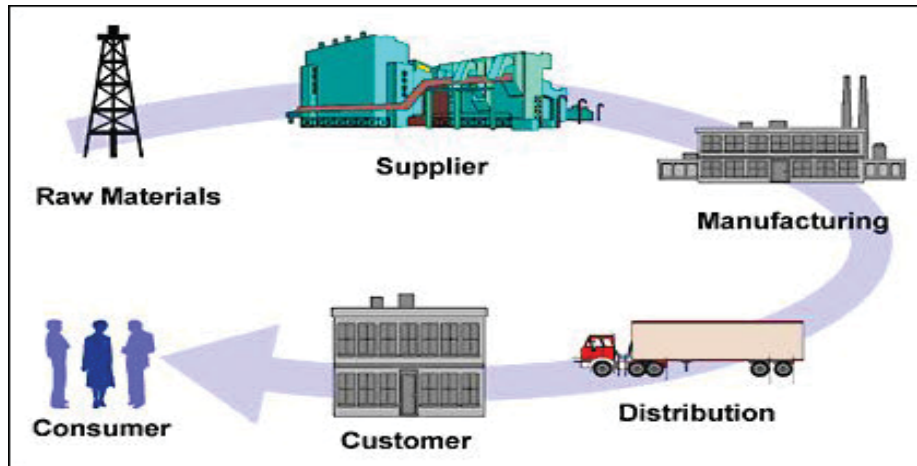 Raw Materials
Supplier
Manufacturing
Distribution
Customer
Consumer